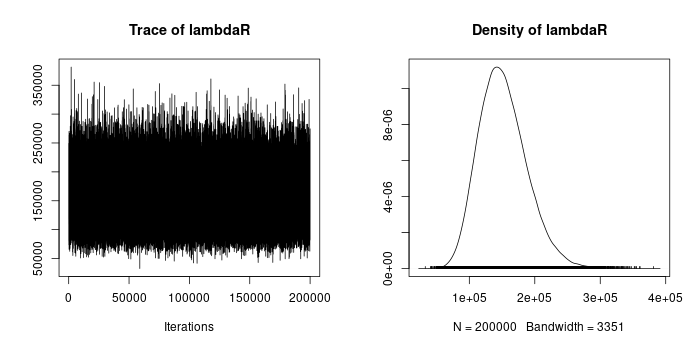 Trace of lambdaR
350000
250000
150000
50000
0
50000
100000
150000
200000
Iterations
Density of lambdaR
8e-06
4e-06
0e+00
1e+05
2e+05
3e+05
4e+05
N = 200000 Bandwidth = 3351